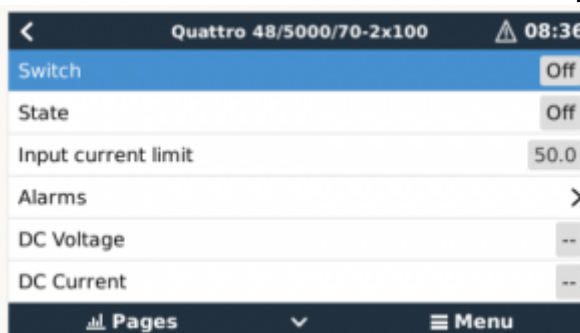 Quattro 48/5000/70-2x100 08:36
Switch Off
State Off
Input current limit 50.0
Alarms
DC Voltage --
DC Current --
Pages Menu